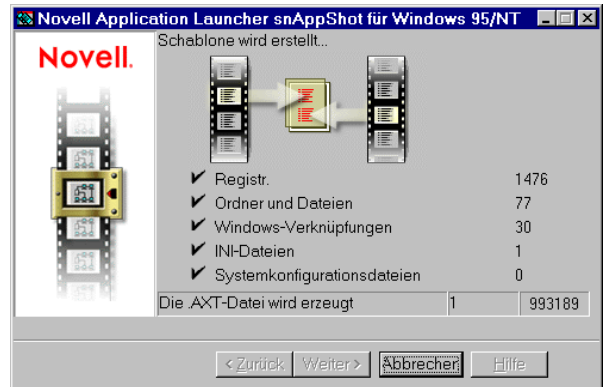 Novell Application Launcher snAppShot für Windows 95/NT
Novell.
Schablone wird erstellt...
Registr. 1476
Ordner und Dateien 77
Windows-Verknüpfungen 30
INI-Dateien 1
Systemkonfigurationsdateien 0
Die .AXT-Datei wird erzeugt 1 993189
< Zurück Weiter > Abbrechen Hilfe